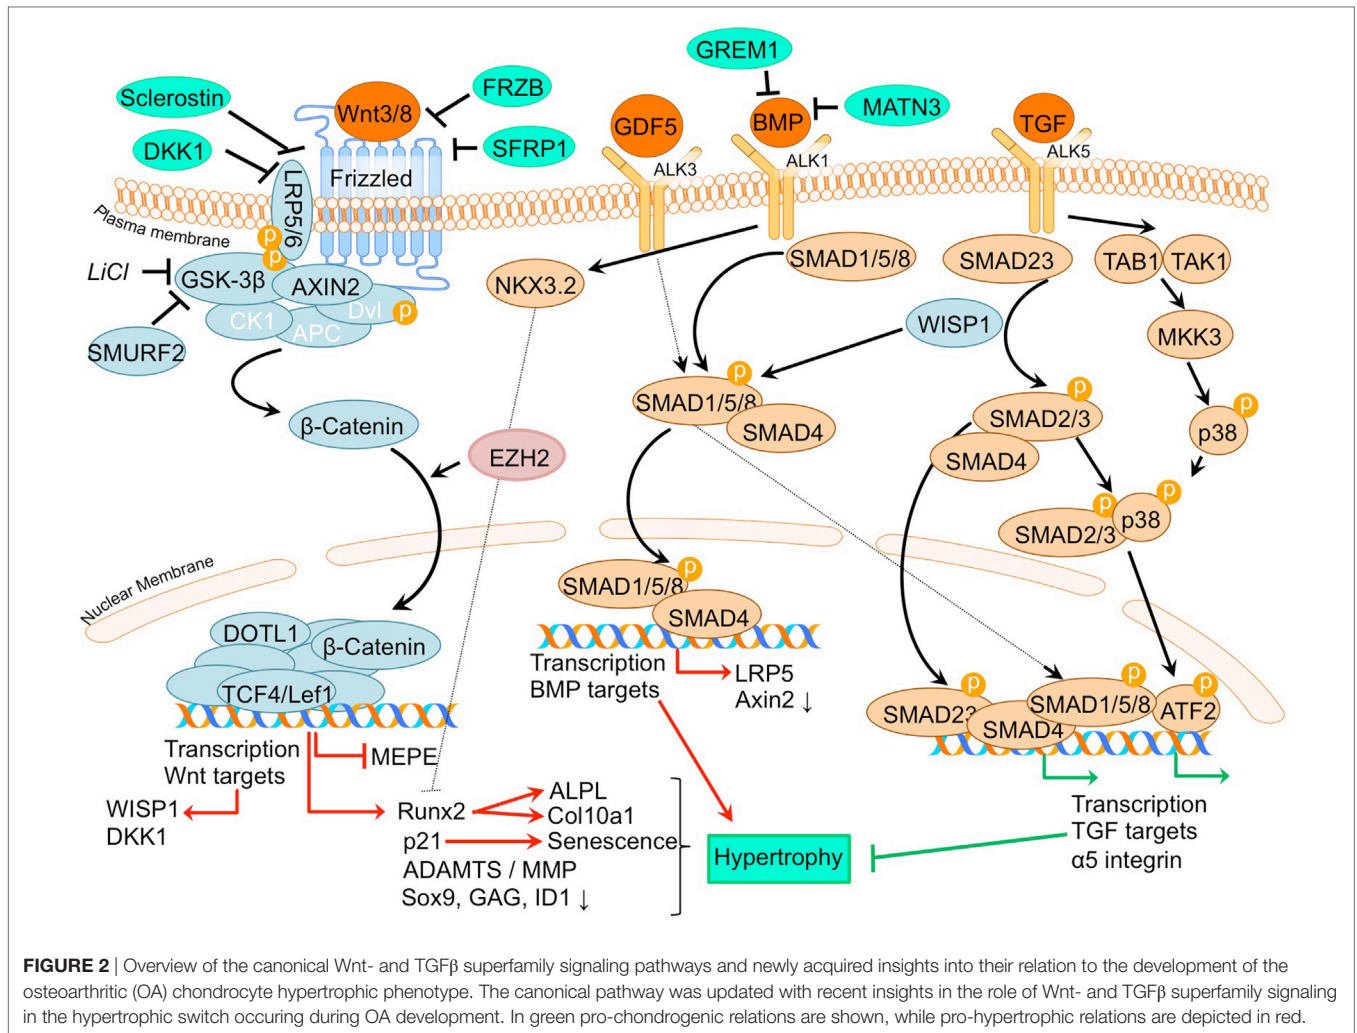 GREM1
Sclerostin
Wnt3/8
FRZB
GDF5
BMP
MATN3
TGF
DKK1
SFRP1
ALK3
ALK1
ALK5
Frizzled
LRP5/6
Plasma membrane
p
p
LiCl
GSK-3β
AXIN2
CK1
APC
Dvl
p
SMURF2
NKX3.2
SMAD1/5/8
SMAD23
TAB1
TAK1
WISP1
MKK3
β-Catenin
p
SMAD1/5/8
SMAD4
p
SMAD2/3
SMAD4
p
p38
EZH2
p
p
SMAD2/3
p38
Nuclear Membrane
p
SMAD1/5/8
SMAD4
DOTL1
β-Catenin
TCF4/Lef1
Transcription
BMP targets
LRP5
Axin2 ↓
p
SMAD23
SMAD4
p
SMAD1/5/8
p
ATF2
Transcription
Wnt targets
MEPE
WISP1
DKK1
Runx2
ALPL
Col10a1
p21
Senescence
ADAMTS / MMP
Sox9, GAG, ID1 ↓
Hypertrophy
Transcription
TGF targets
α5 integrin
FIGURE 2 | Overview of the canonical Wnt- and TGFβ superfamily signaling pathways and newly acquired insights into their relation to the development of the
osteoarthritic (OA) chondrocyte hypertrophic phenotype. The canonical pathway was updated with recent insights in the role of Wnt- and TGFβ superfamily signaling
in the hypertrophic switch occuring during OA development. In green pro-chondrogenic relations are shown, while pro-hypertrophic relations are depicted in red.